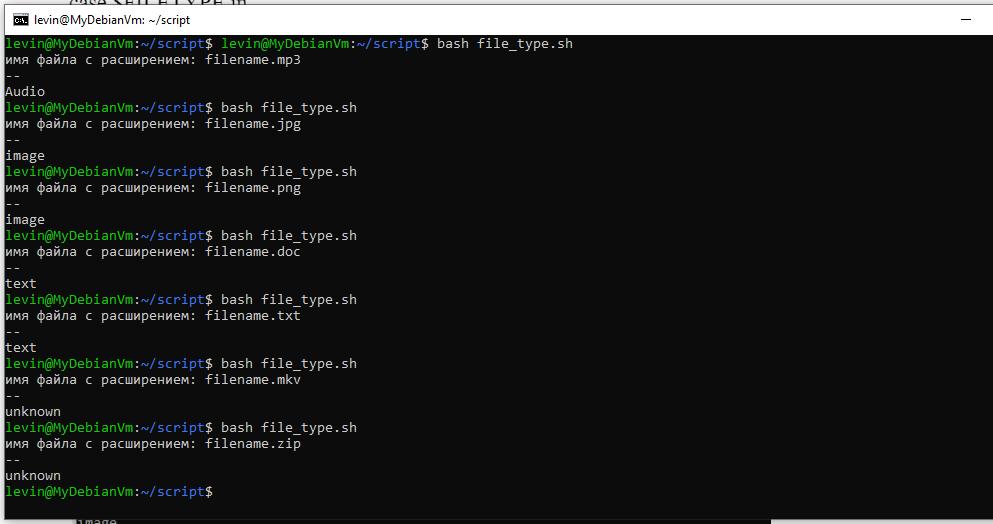 levin@MyDebianVm: ~/script
levin@MyDebianVm:~/script$ levin@MyDebianVm:~/script$ bash file_type.sh
имя файла с расширением: filename.mp3
--
Audio
levin@MyDebianVm:~/script$ bash file_type.sh
имя файла с расширением: filename.jpg
--
image
levin@MyDebianVm:~/script$ bash file_type.sh
имя файла с расширением: filename.png
--
image
levin@MyDebianVm:~/script$ bash file_type.sh
имя файла с расширением: filename.doc
--
text
levin@MyDebianVm:~/script$ bash file_type.sh
имя файла с расширением: filename.txt
--
text
levin@MyDebianVm:~/script$ bash file_type.sh
имя файла с расширением: filename.mkv
--
unknown
levin@MyDebianVm:~/script$ bash file_type.sh
имя файла с расширением: filename.zip
--
unknown
levin@MyDebianVm:~/script$
image